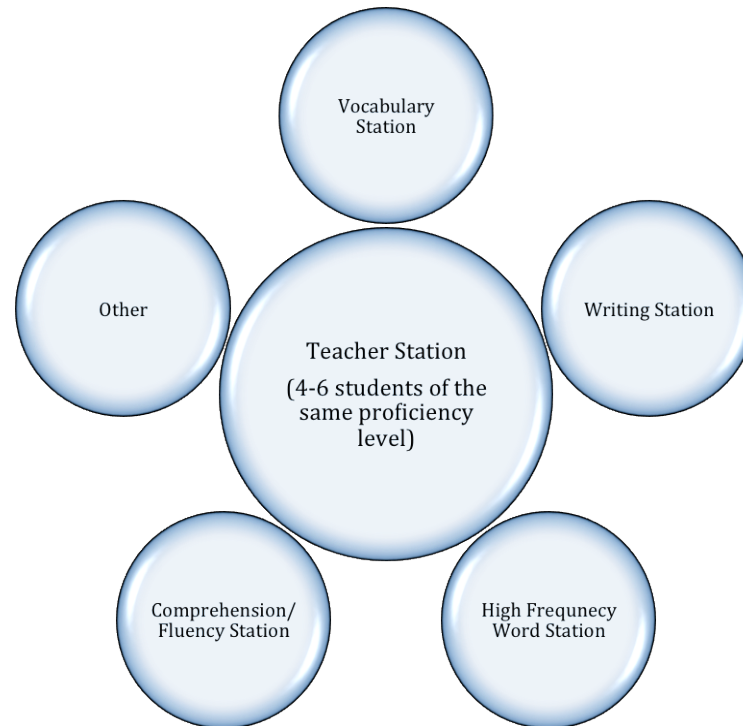 Vocabulary
Station
Other
Writing Station
Teacher Station
(4-6 students of the
same proficiency
level)
Comprehension/
Fluency Station
High Frequnecy
Word Station